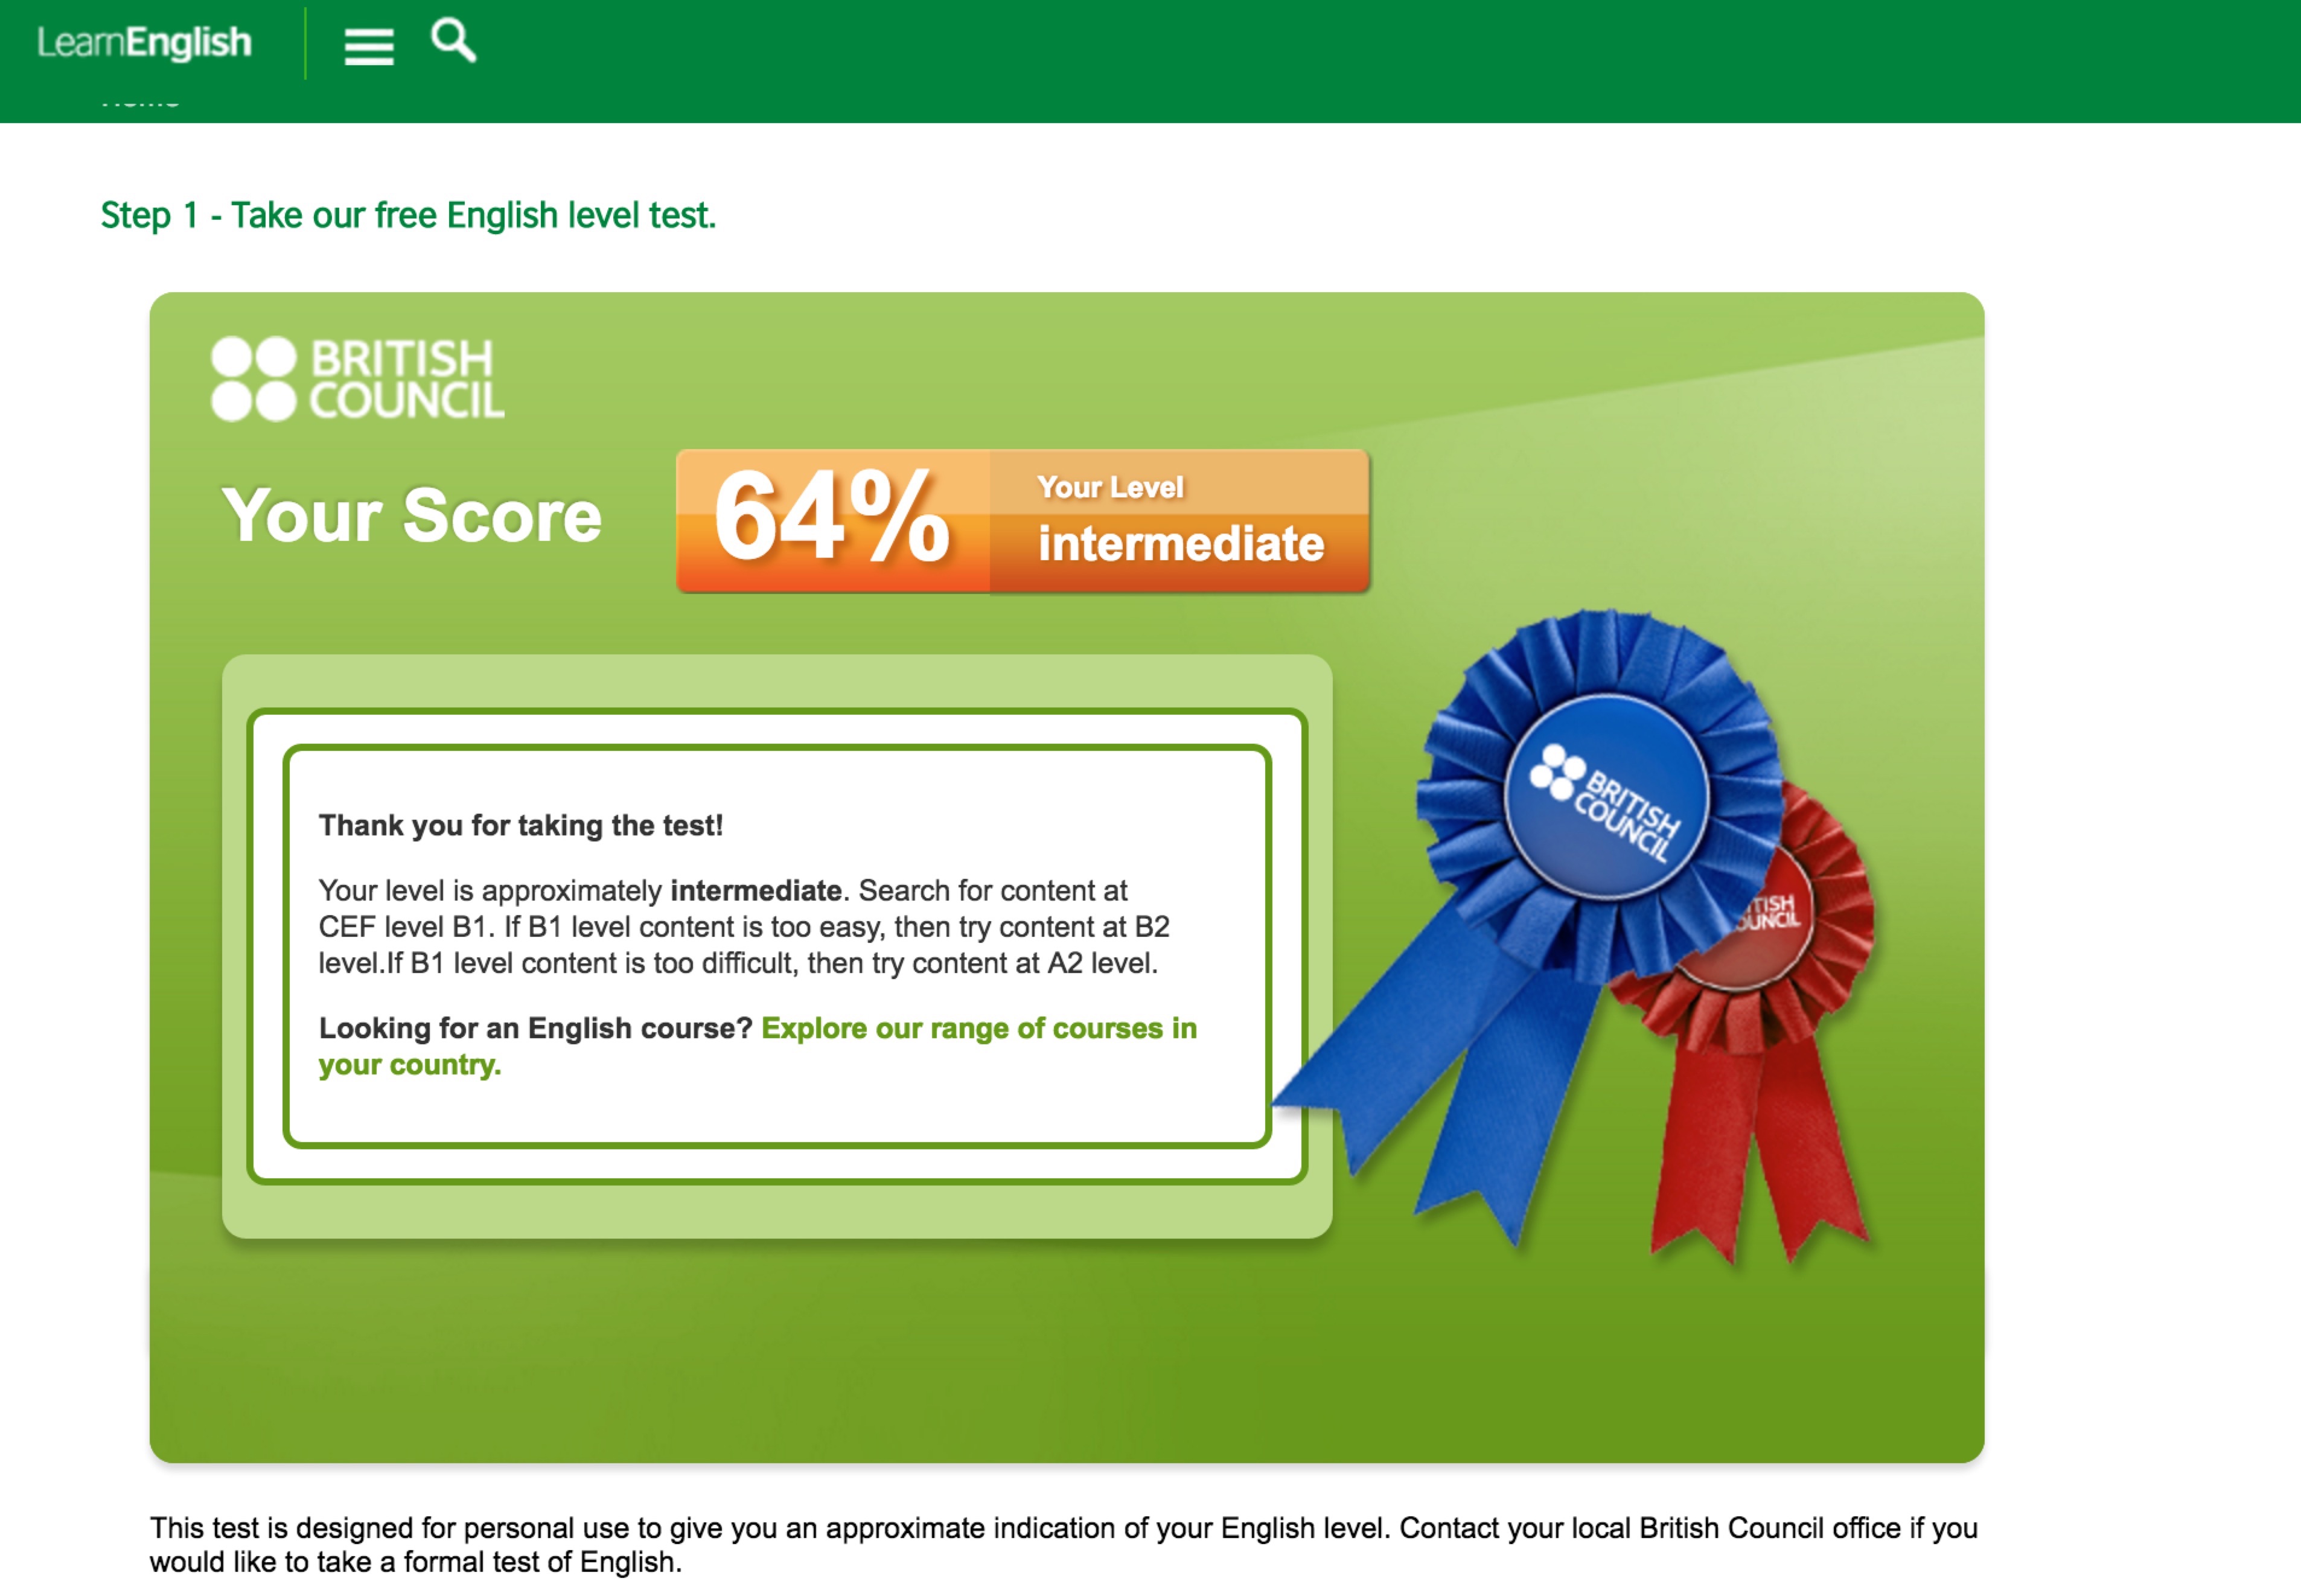 LearnEnglish
Step 1 - Take our free English level test.
BRITISH
COUNCIL
Your Score
64%
Your Level
intermediate
Thank you for taking the test!
Your level is approximately intermediate. Search for content at
CEF level B1. If B1 level content is too easy, then try content at B2
level.If B1 level content is too difficult, then try content at A2 level.
Looking for an English course? Explore our range of courses in
your country.
BRITISH
COUNCIL
TISH
UNCIL
This test is designed for personal use to give you an approximate indication of your English level. Contact your local British Council office if you
would like to take a formal test of English.